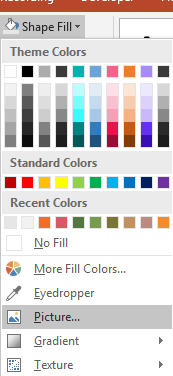 Shape Fill
Theme Colors
Standard Colors
Recent Colors
No Fill
More Fill Colors...
Eyedropper
Picture...
Gradient
Texture